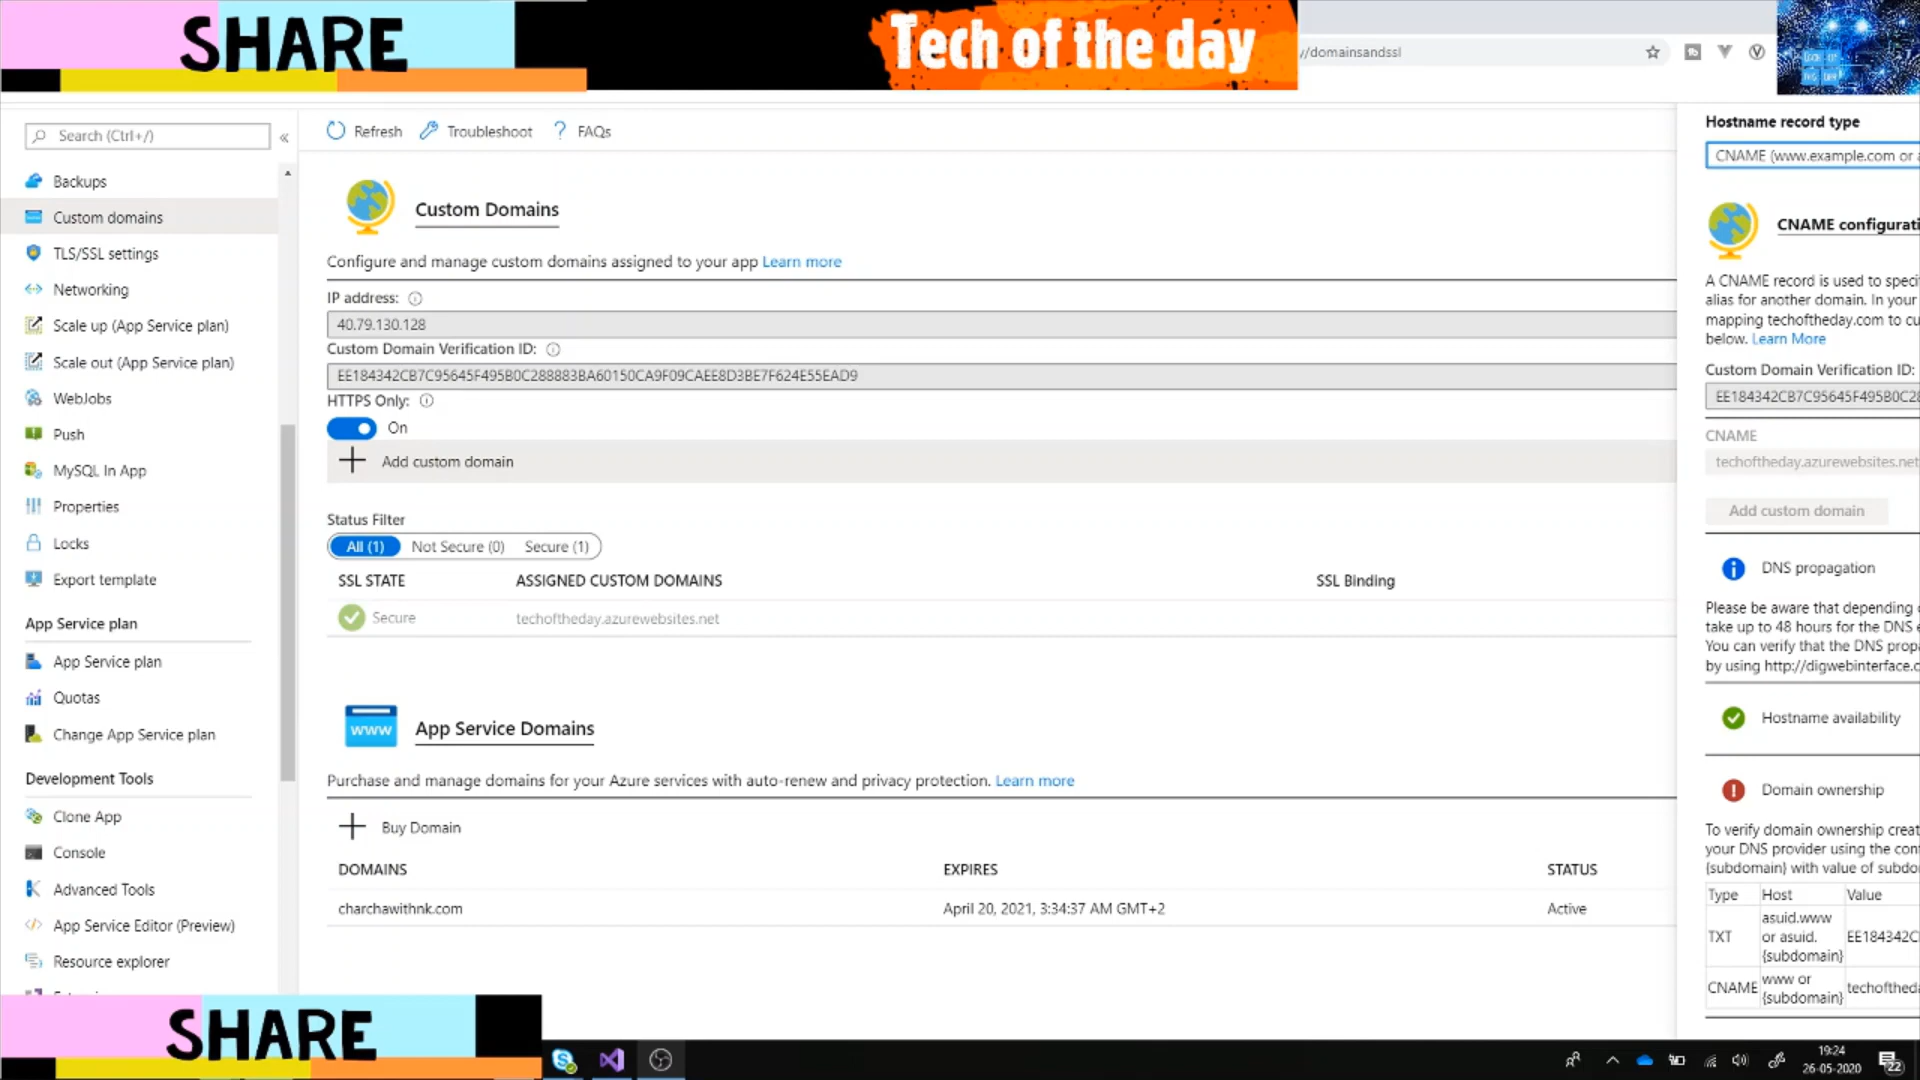 SHARE
Tech of the day
//domainsandssl
Search (Ctrl+/)
«
Backups
Custom domains
TLS/SSL settings
Networking
Scale up (App Service plan)
Scale out (App Service plan)
WebJobs
Push
MySQL In App
Properties
Locks
Export template
App Service plan
App Service plan
Quotas
Change App Service plan
Development Tools
Clone App
Console
Advanced Tools
App Service Editor (Preview)
Resource explorer
Refresh
Troubleshoot
? FAQs
Custom Domains
Configure and manage custom domains assigned to your app Learn more
IP address:
40.79.130.128
Custom Domain Verification ID:
EE184342CB7C95645F495B0C288883BA60150CA9F09CAEE8D3BE7F624E55EAD9
HTTPS Only:
On
Add custom domain
Status Filter
All (1) Not Secure (0) Secure (1)
SSL STATE ASSIGNED CUSTOM DOMAINS SSL Binding
Secure techoftheday.azurewebsites.net
www
App Service Domains
Purchase and manage domains for your Azure services with auto-renew and privacy protection. Learn more
Buy Domain
DOMAINS EXPIRES STATUS
charchawithnk.com April 20, 2021, 3:34:37 AM GMT+2 Active
Hostname record type
CNAME (www.example.com or a
CNAME configurati
A CNAME record is used to speci
alias for another domain. In your
mapping techoftheday.com to cu
below. Learn More
Custom Domain Verification ID:
EE184342CB7C95645F495B0C28
CNAME
techoftheday.azurewebsites.net
Add custom domain
DNS propagation
Please be aware that depending
take up to 48 hours for the DNS e
You can verify that the DNS propa
by using http://digwebinterface.c
Hostname availability
Domain ownership
To verify domain ownership creat
your DNS provider using the con
{subdomain} with value of subdo
Type Host Value
TXT asuid.www or asuid.{subdomain} EE184342C
CNAME www or {subdomain} techofthed
SHARE
19:24
26-05-2020
22